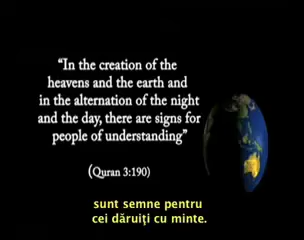 “In the creation of the
heavens and the earth and
in the alternation of the night
and the day, there are signs for
people of understanding”
(Quran 3:190)
sunt semne pentru
cei dăruiţi cu minte.